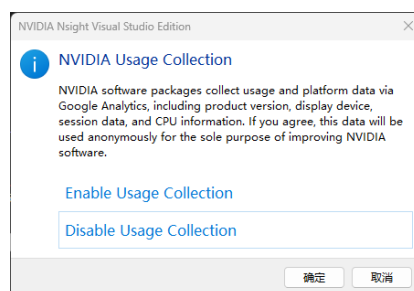 NVIDIA Nsight Visual Studio Edition
NVIDIA Usage Collection
NVIDIA software packages collect usage and platform data via
Google Analytics, including product version, display device,
session data, and CPU information. If you agree, this data will be
used anonymously for the sole purpose of improving NVIDIA
software.
Enable Usage Collection
Disable Usage Collection
确定 取消